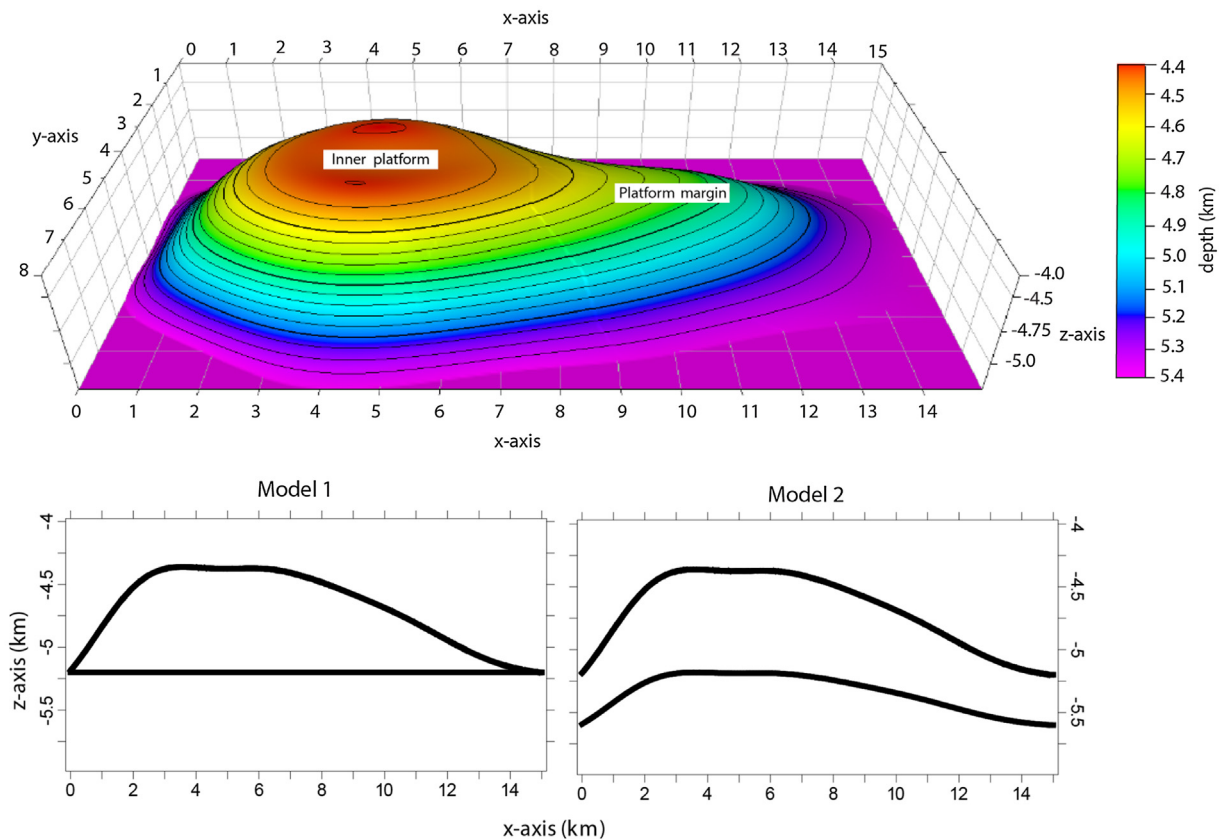 x-axis
0 1 2 3 4 5 6 7 8 9 10 11 12 13 14 15
1
2
3
4
6
7
8
y-axis
Inner platform
Platform margin
-4.0
-4.5
-4.75
-5.0
z-axis
0 1 2 3 4 5 6 7 8 9 10 11 12 13 14
x-axis
4.4
4.5
4.6
4.7
4.8
4.9
5.0
5.1
5.2
5.3
5.4
depth (km)
Model 1
-4
-4.5
-5
-5.5
z-axis (km)
0 2 4 6 8 10 12 14
Model 2
-4
-4.5
-5
-5.5
0 2 4 6 8 10 12 14
x-axis (km)